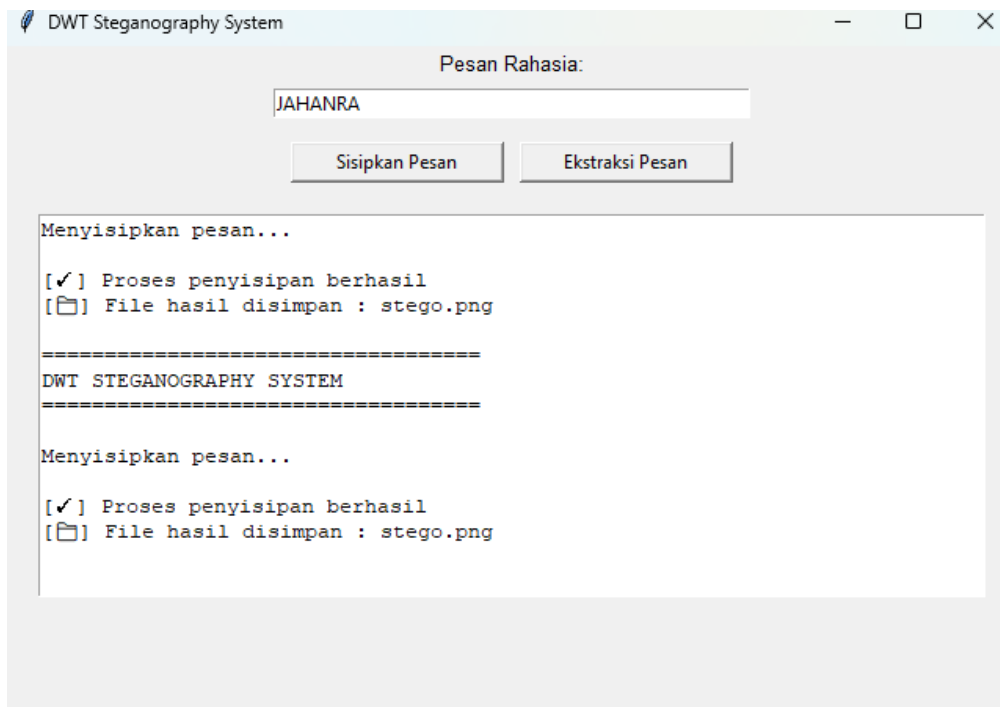 DWT Steganography System
Pesan Rahasia:
JAHANRA
Sisipkan Pesan Ekstraksi Pesan
Menyisipkan pesan...
[✓] Proses penyisipan berhasil
[🗀] File hasil disimpan : stego.png
===================================
DWT STEGANOGRAPHY SYSTEM
===================================
Menyisipkan pesan...
[✓] Proses penyisipan berhasil
[🗀] File hasil disimpan : stego.png